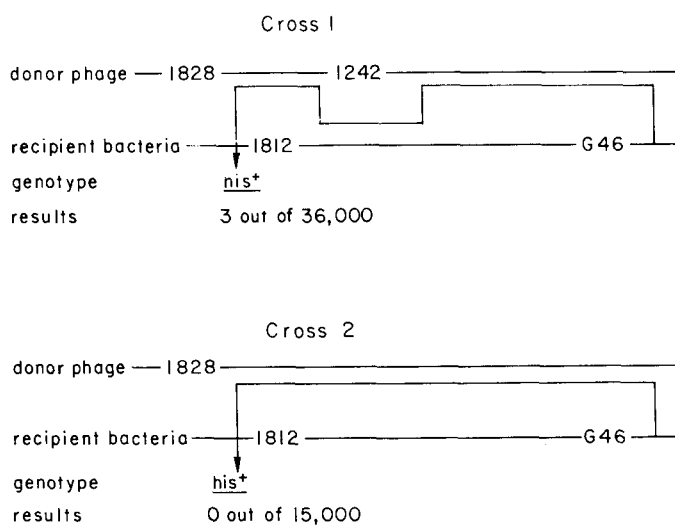 Cross 1
donor phage — 1828 — 1242
recipient bacteria — 1812 — G46
genotype nis+
results 3 out of 36,000
Cross 2
donor phage — 1828
recipient bacteria — 1812 — G46
genotype his+
results 0 out of 15,000